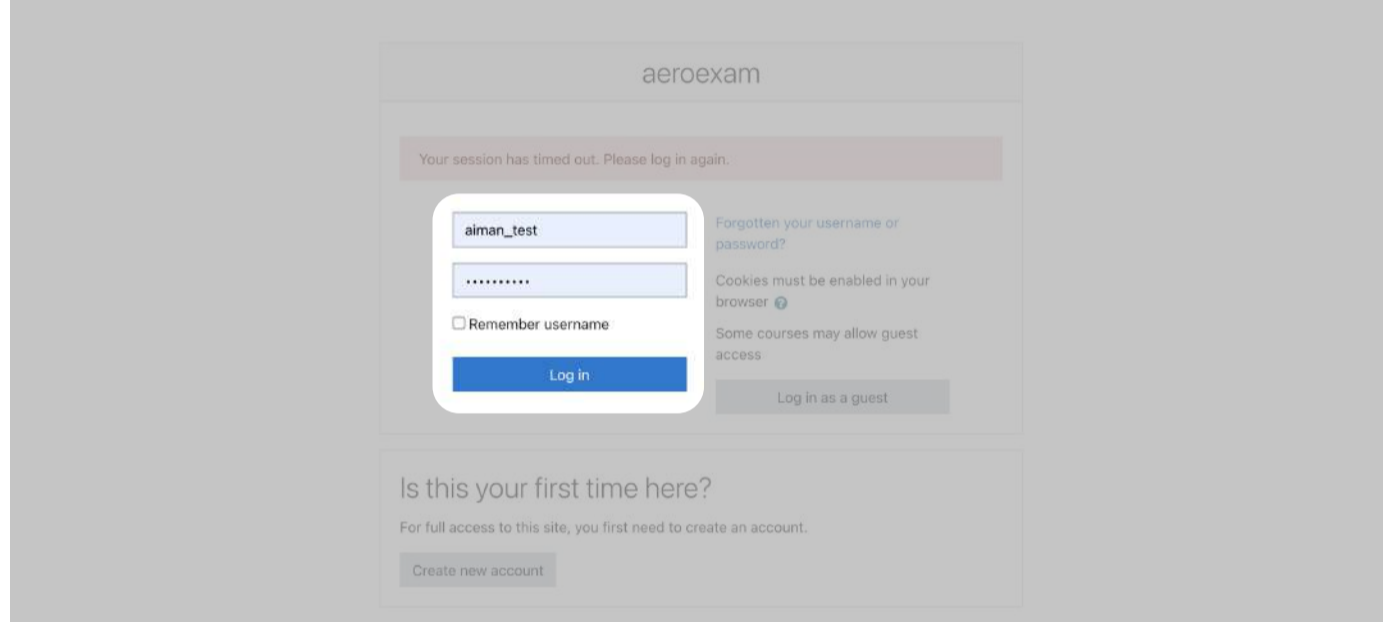 aeroexam
Your session has timed out. Please log in again.
aiman_test
••••••••••
Remember username
Log in
Forgotten your username or
password?
Cookies must be enabled in your
browser
Some courses may allow guest
access
Log in as a guest
Is this your first time here?
For full access to this site, you first need to create an account.
Create new account